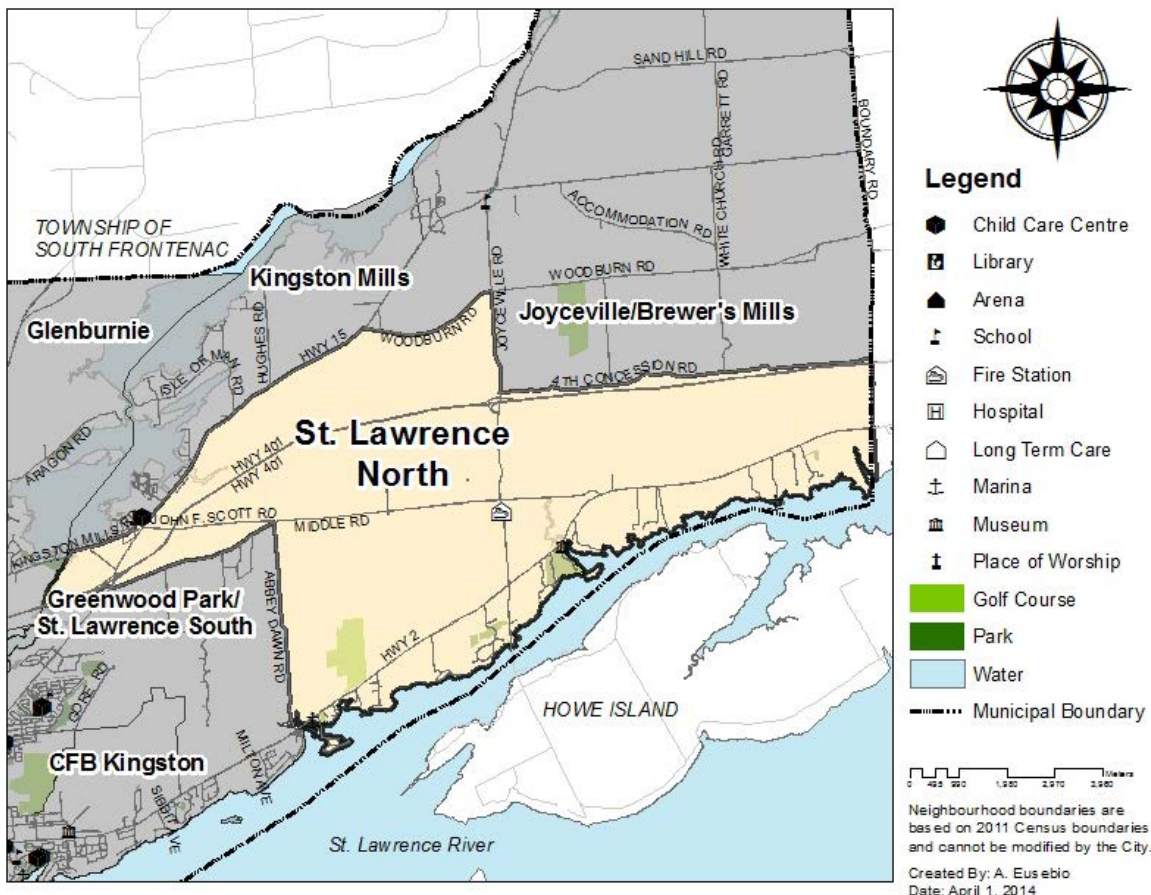 SAND HILL RD
GARRETT RD
BOUNDARY RD
WHITE CHURCH RD
ACCOMMODATION RD
TOWNSHIP OF
SOUTH FRONTENAC
Kingston Mills
WOODBURN RD
JOYCEVILLE RD
Glenburnie
HUGHES RD
HWY 15
WOODBURN RD
Joyceville/Brewer's Mills
ISLE OF MAN RD
4TH CONCESSION RD
ARAGON RD
St. Lawrence
North
HWY 401
HWY 401
KINGSTON MILLS RD
JOHN F. SCOTT RD
MIDDLE RD
Greenwood Park/
St. Lawrence South
ABBEY DAWN RD
HWY 2
GORE RD
HOWE ISLAND
CFB Kingston
MILTON AVE
SIBBIT AVE
St. Lawrence River
Legend
Child Care Centre
Library
Arena
School
Fire Station
H Hospital
Long Term Care
Marina
Museum
Place of Worship
Golf Course
Park
Water
Municipal Boundary
0 495 990 1,980 2,970 3,960 Meters
Neighbourhood boundaries are
based on 2011 Census boundaries
and cannot be modified by the City.
Created By: A. Eusebio
Date: April 1, 2014